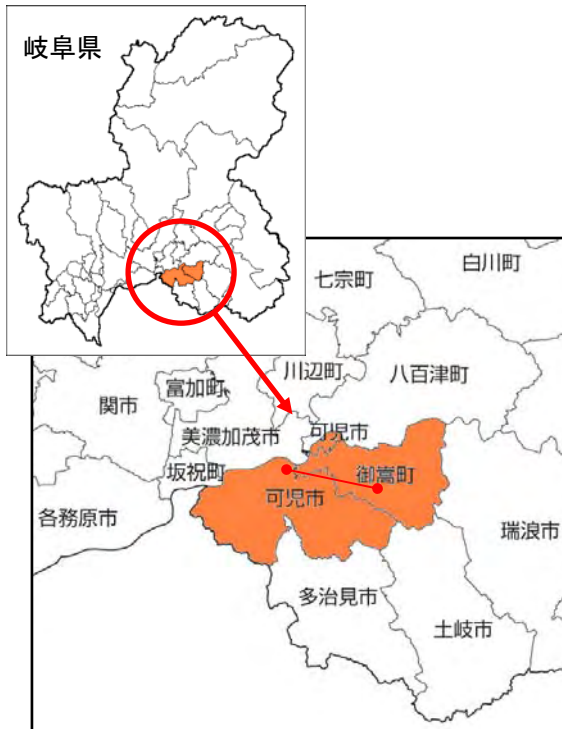 岐阜県
白川町
七宗町
川辺町
八百津町
富加町
関市
美濃加茂市
可児市
坂祝町
御嵩町
可児市
各務原市
瑞浪市
多治見市
土岐市